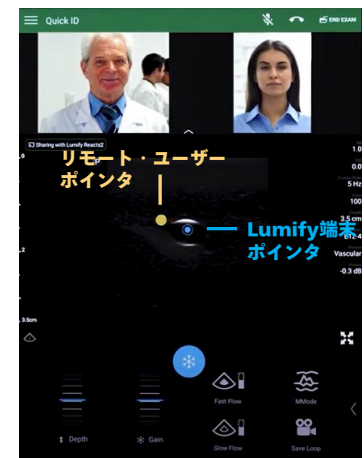 Quick ID
END EXAM
Sharing with Lumify Reacts2
リモート・ユーザー
ポインタ
Lumify端末
ポインタ
.0
.2
3.5cm
1.0
0.0
5 Hz
100
3.5 cm
Vascular
-0.3 dB
Depth
Gain
Fast Flow
MMode
Slow Flow
Save Loop